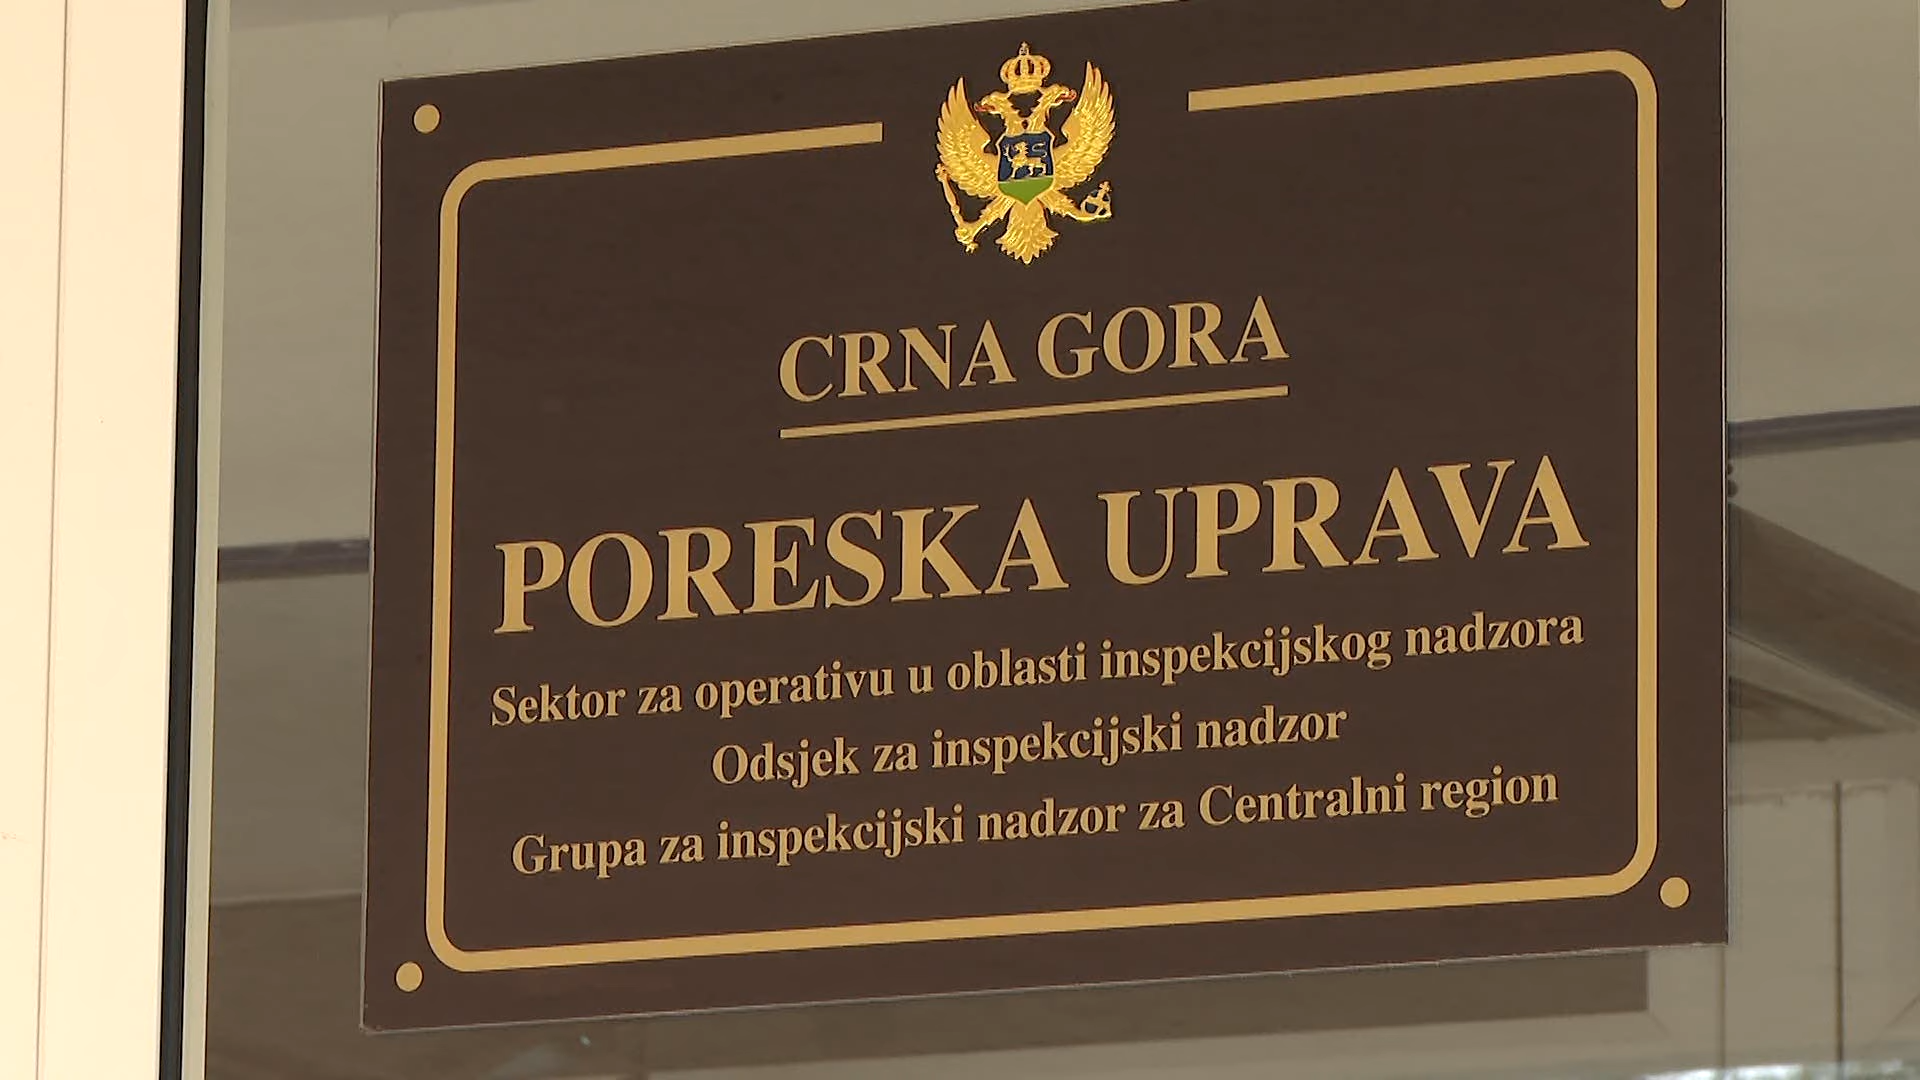 CRNA GORA
PORESKA UPRAVA
Sektor za operativu u oblasti inspekcijskog nadzora
Odsjek za inspekcijski nadzor
Grupa za inspekcijski nadzor za Centralni region